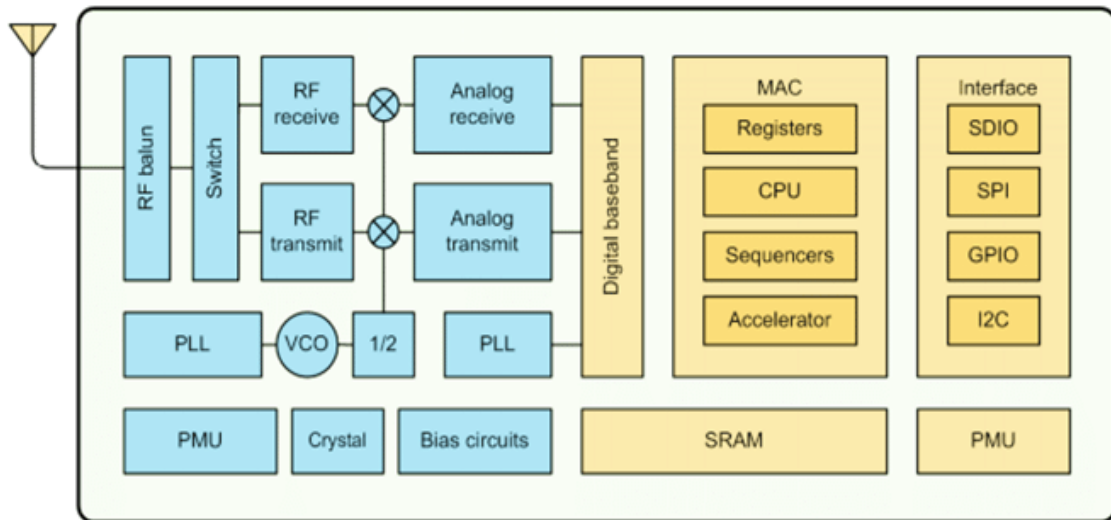 RF balun
Switch
RF
receive
Analog
receive
RF
transmit
Analog
transmit
PLL
VCO
1/2
PLL
Digital baseband
MAC
Registers
CPU
Sequencers
Accelerator
Interface
SDIO
SPI
GPIO
I2C
PMU
Crystal
Bias circuits
SRAM
PMU